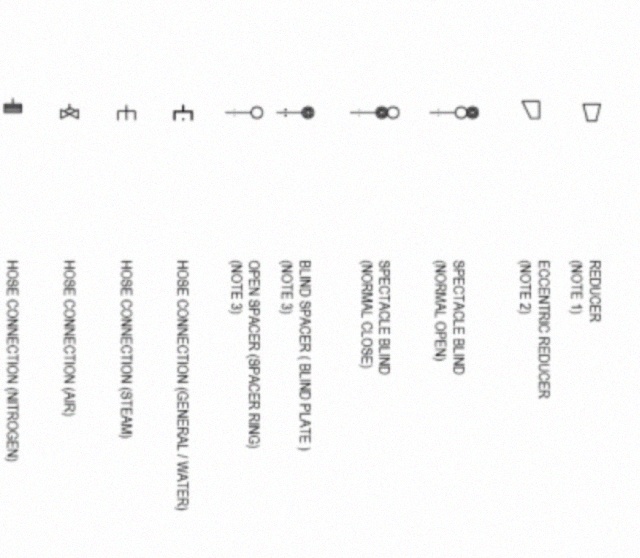 REDUCER
(NOTE 1)
ECCENTRIC REDUCER
(NOTE 2)
SPECTACLE BLIND
(NORMAL OPEN)
SPECTACLE BLIND
(NORMAL CLOSE)
BLIND SPACER ( BLIND PLATE )
(NOTE 3)
OPEN SPACER (SPACER RING)
(NOTE 3)
HOSE CONNECTION (GENERAL / WATER)
HOSE CONNECTION (STEAM)
HOSE CONNECTION (AIR)
HOSE CONNECTION (NITROGEN)